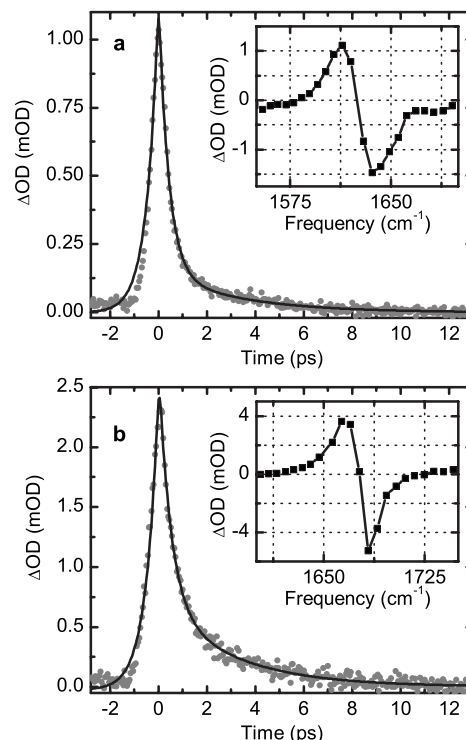 a
ΔOD (mOD)
1.00
0.75
0.50
0.25
0.00
-2 0 2 4 6 8 10 12
Time (ps)
ΔOD (mOD)
1
0
-1
1575 1650
Frequency (cm⁻¹)
b
ΔOD (mOD)
2.5
2.0
1.5
1.0
0.5
0.0
-2 0 2 4 6 8 10 12
Time (ps)
ΔOD (mOD)
4
0
-4
1650 1725
Frequency (cm⁻¹)